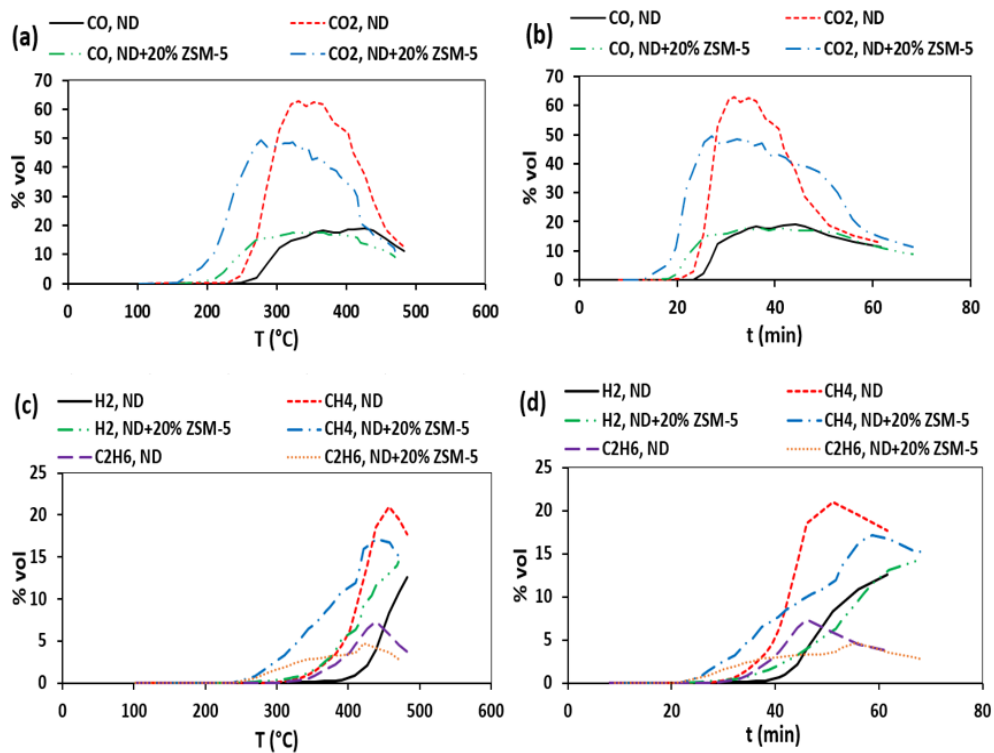 (a)
CO, ND CO2, ND
CO, ND+20% ZSM-5 CO2, ND+20% ZSM-5
70
60
50
40
30
20
10
0
% vol
0 100 200 300 400 500 600
T (°C)
(b)
CO, ND CO2, ND
CO, ND+20% ZSM-5 CO2, ND+20% ZSM-5
70
60
50
40
30
20
10
0
% vol
0 20 40 60 80
t (min)
(c)
H2, ND CH4, ND
H2, ND+20% ZSM-5 CH4, ND+20% ZSM-5
C2H6, ND C2H6, ND+20% ZSM-5
25
20
15
10
5
0
% vol
0 100 200 300 400 500 600
T (°C)
(d)
H2, ND CH4, ND
H2, ND+20% ZSM-5 CH4, ND+20% ZSM-5
C2H6, ND C2H6, ND+20% ZSM-5
25
20
15
10
5
0
% vol
0 20 40 60 80
t (min)